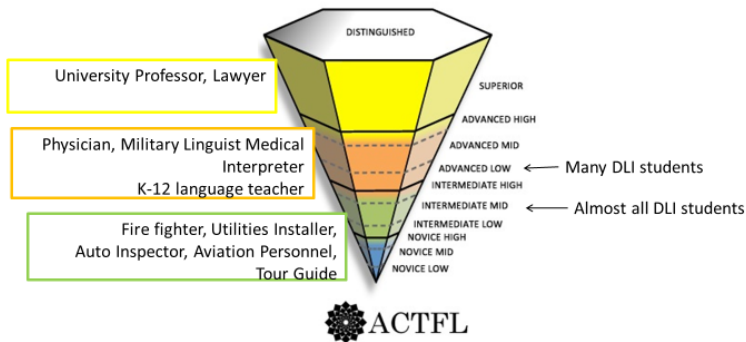 DISTINGUISHED
University Professor, Lawyer
SUPERIOR
ADVANCED HIGH
Physician, Military Linguist Medical
Interpreter
K-12 language teacher
ADVANCED MID
ADVANCED LOW
Many DLI students
INTERMEDIATE HIGH
INTERMEDIATE MID
Almost all DLI students
Fire fighter, Utilities Installer,
Auto Inspector, Aviation Personnel,
Tour Guide
INTERMEDIATE LOW
NOVICE HIGH
NOVICE MID
NOVICE LOW
ACTFL